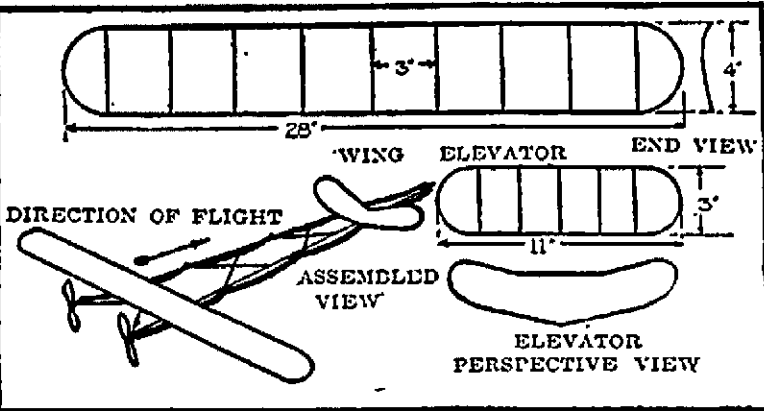 3"
4"
28"
WING
ELEVATOR
END VIEW
DIRECTION OF FLIGHT
3"
11"
ASSEMBLED
VIEW
ELEVATOR
PERSPECTIVE VIEW